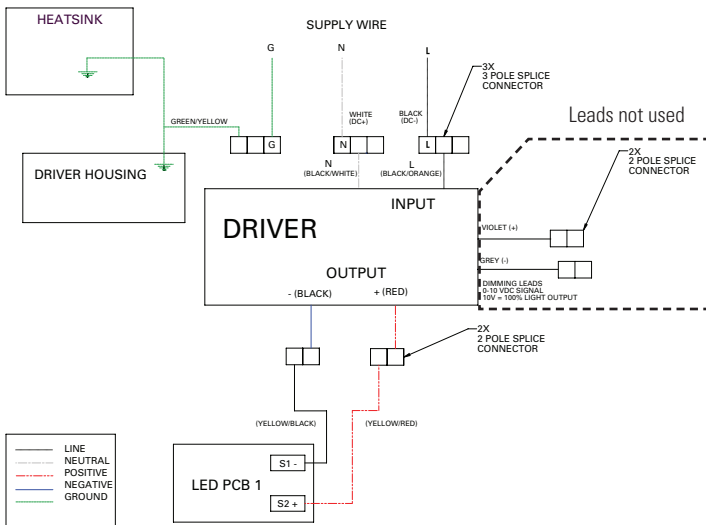 HEATSINK
SUPPLY WIRE
G
N
L
3X
3 POLE SPLICE
CONNECTOR
WHITE
(DC+)
BLACK
(DC-)
Leads not used
GREEN/YELLOW
G
N
L
2X
2 POLE SPLICE
CONNECTOR
DRIVER HOUSING
N
(BLACK/WHITE)
L
(BLACK/ORANGE)
INPUT
DRIVER
VIOLET (+)
GREY (-)
OUTPUT
DIMMING LEADS
0-10 VDC SIGNAL
10V = 100% LIGHT OUTPUT
- (BLACK)
+ (RED)
2X
2 POLE SPLICE
CONNECTOR
(YELLOW/BLACK)
(YELLOW/RED)
LINE
NEUTRAL
POSITIVE
NEGATIVE
GROUND
S1 -
LED PCB 1
S2 +